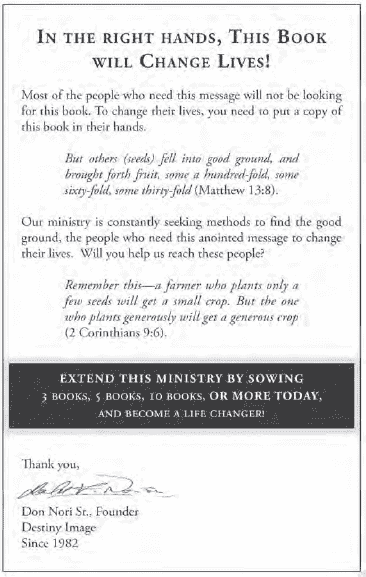 IN THE RIGHT HANDS, THIS BOOK
WILL CHANGE LIVES!
Most of the people who need this message will not be looking
for this book. To change their lives, you need to put a copy of
this book in their hands.
But others (seeds) fell into good ground, and
brought forth fruit, some a hundred-fold, some
sixty-fold, some thirty-fold (Matthew 13:8).
Our ministry is constantly seeking methods to find the good
ground, the people who need this anointed message to change
their lives. Will you help us reach these people?
Remember this—a farmer who plants only a
few seeds will get a small crop. But the one
who plants generously will get a generous crop
(2 Corinthians 9:6).
EXTEND THIS MINISTRY BY SOWING
3 BOOKS, 5 BOOKS, 10 BOOKS, OR MORE TODAY,
AND BECOME A LIFE CHANGER!
Thank you,
Don Nori Sr., Founder
Destiny Image
Since 1982